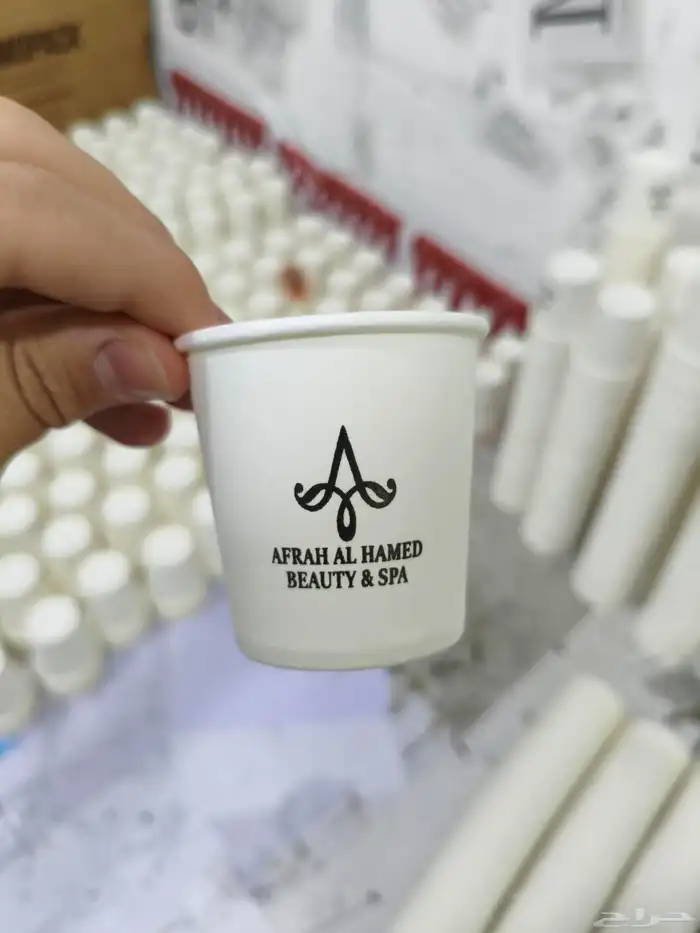 AFRAH AL HAMED
BEAUTY & SPA
حراج